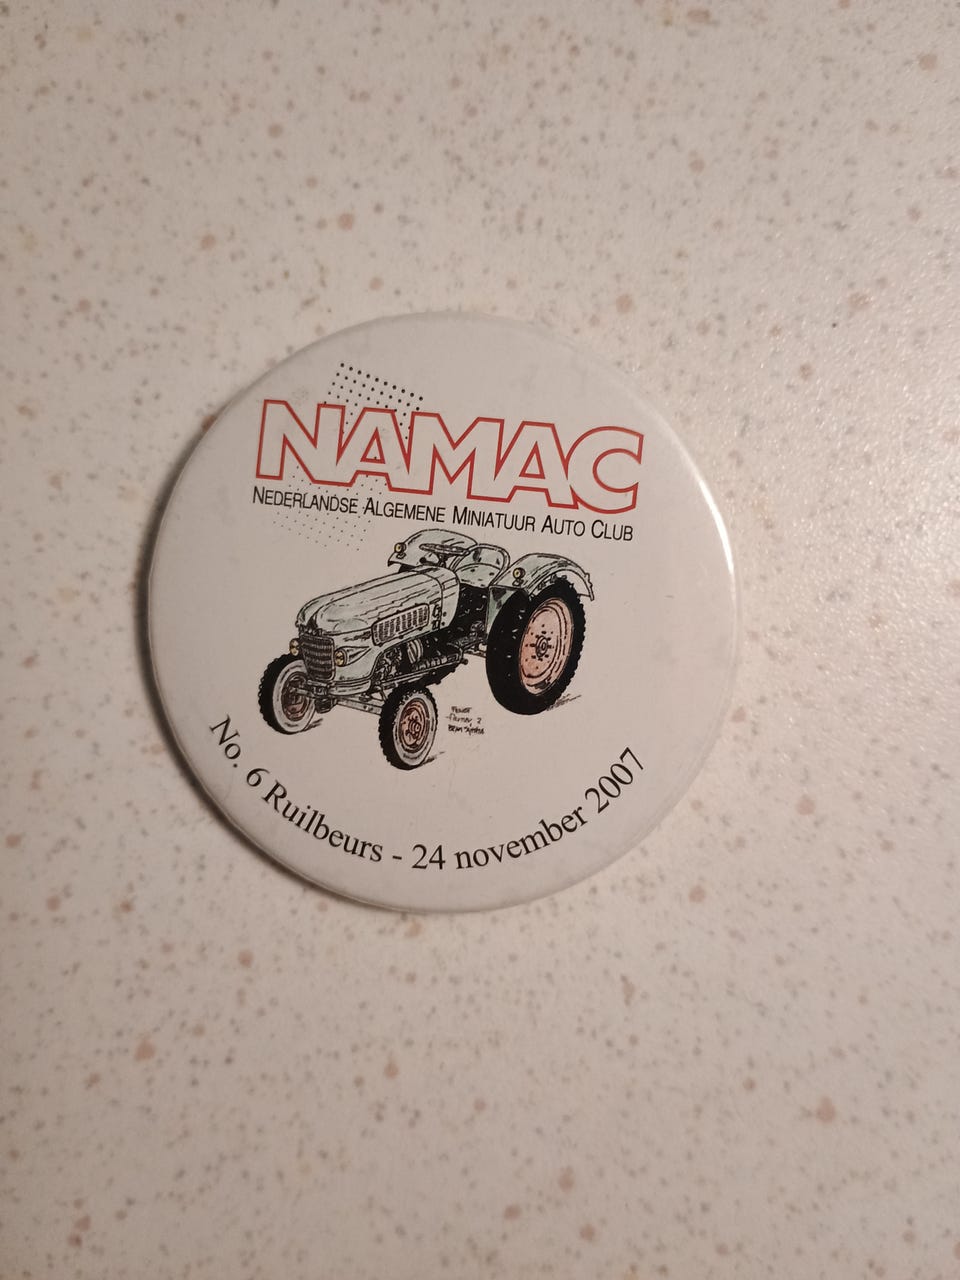 NAMAC
NEDERLANDSE ALGEMENE MINIATUUR AUTO CLUB
No. 6 Ruilbeurs - 24 november 2007